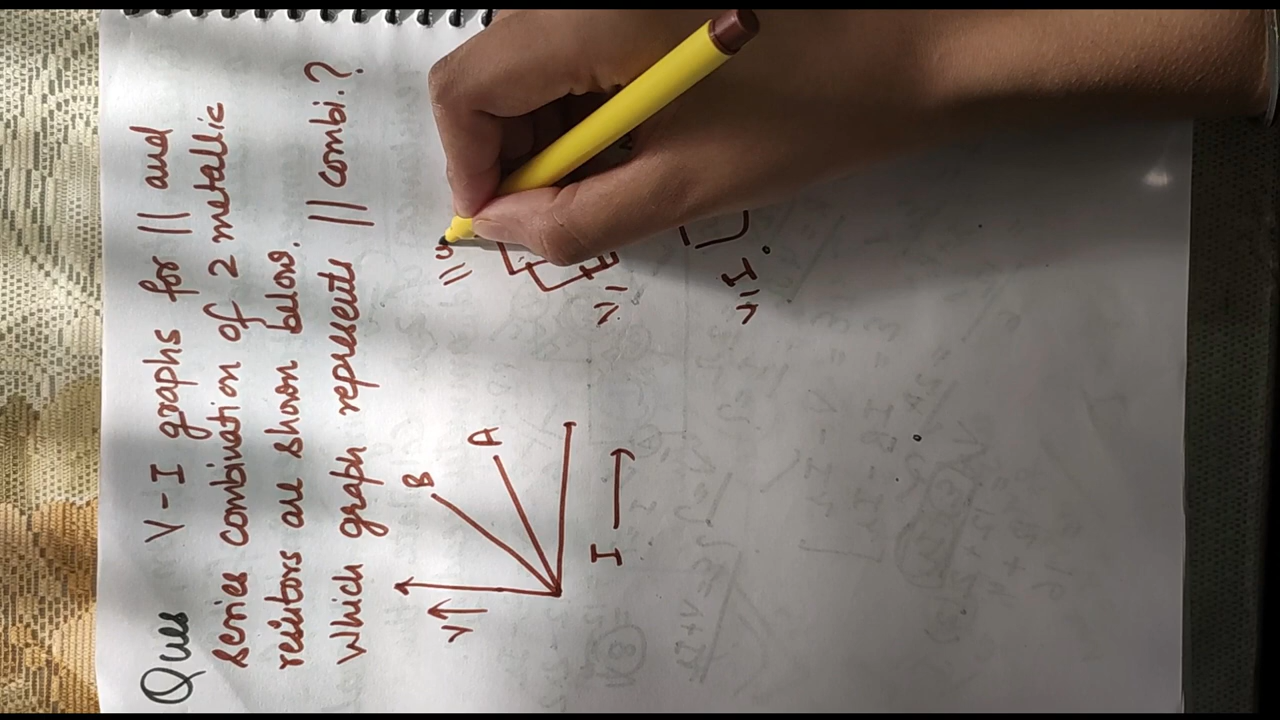 Ques V-I graphs for || and
series combination of 2 metallic
resistors are shown below.
Which graph represents || combi.?
V
B
A
I
||
V
V I